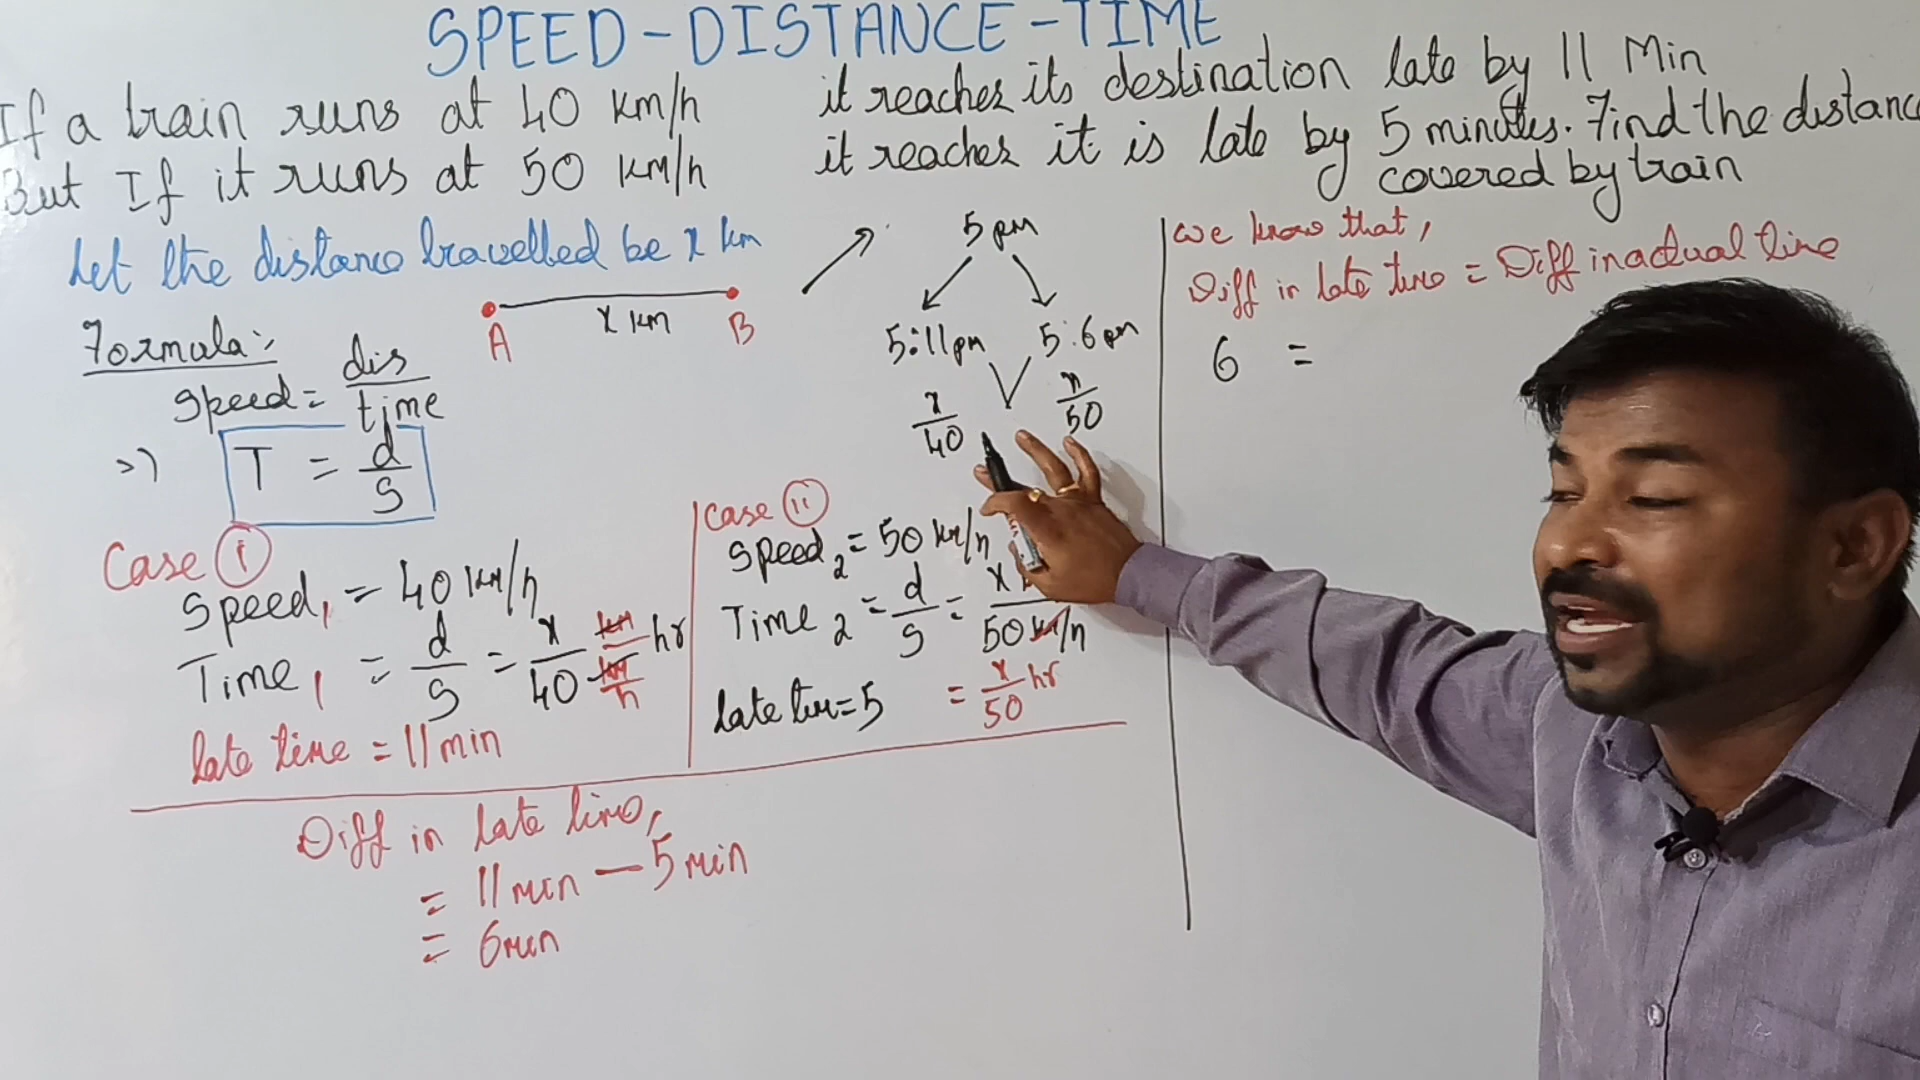 SPEED-DISTANCE-TIME
If a train runs at 40 km/h it reaches its destination late by 11 Min
But If it runs at 50 km/h it reaches it is late by 5 minutes. Find the distance
covered by train
Let the distance travelled be x km
A x km B
Formula:
Speed = dis/time
=> T = d/s
Case (i)
Speed1 = 40 km/h
Time1 = d/s = x/40 km/km/h hr
late time = 11 min
Case (ii)
Speed2 = 50 km/h
Time2 = d/s = x/50 km/h
= x/50 hr
late time = 5
Diff in late time,
= 11 min - 5 min
= 6 min
5 pm
5:11pm 5:6 pm
x/40 x/50
we know that,
Diff in late time = Diff in actual time
6 =